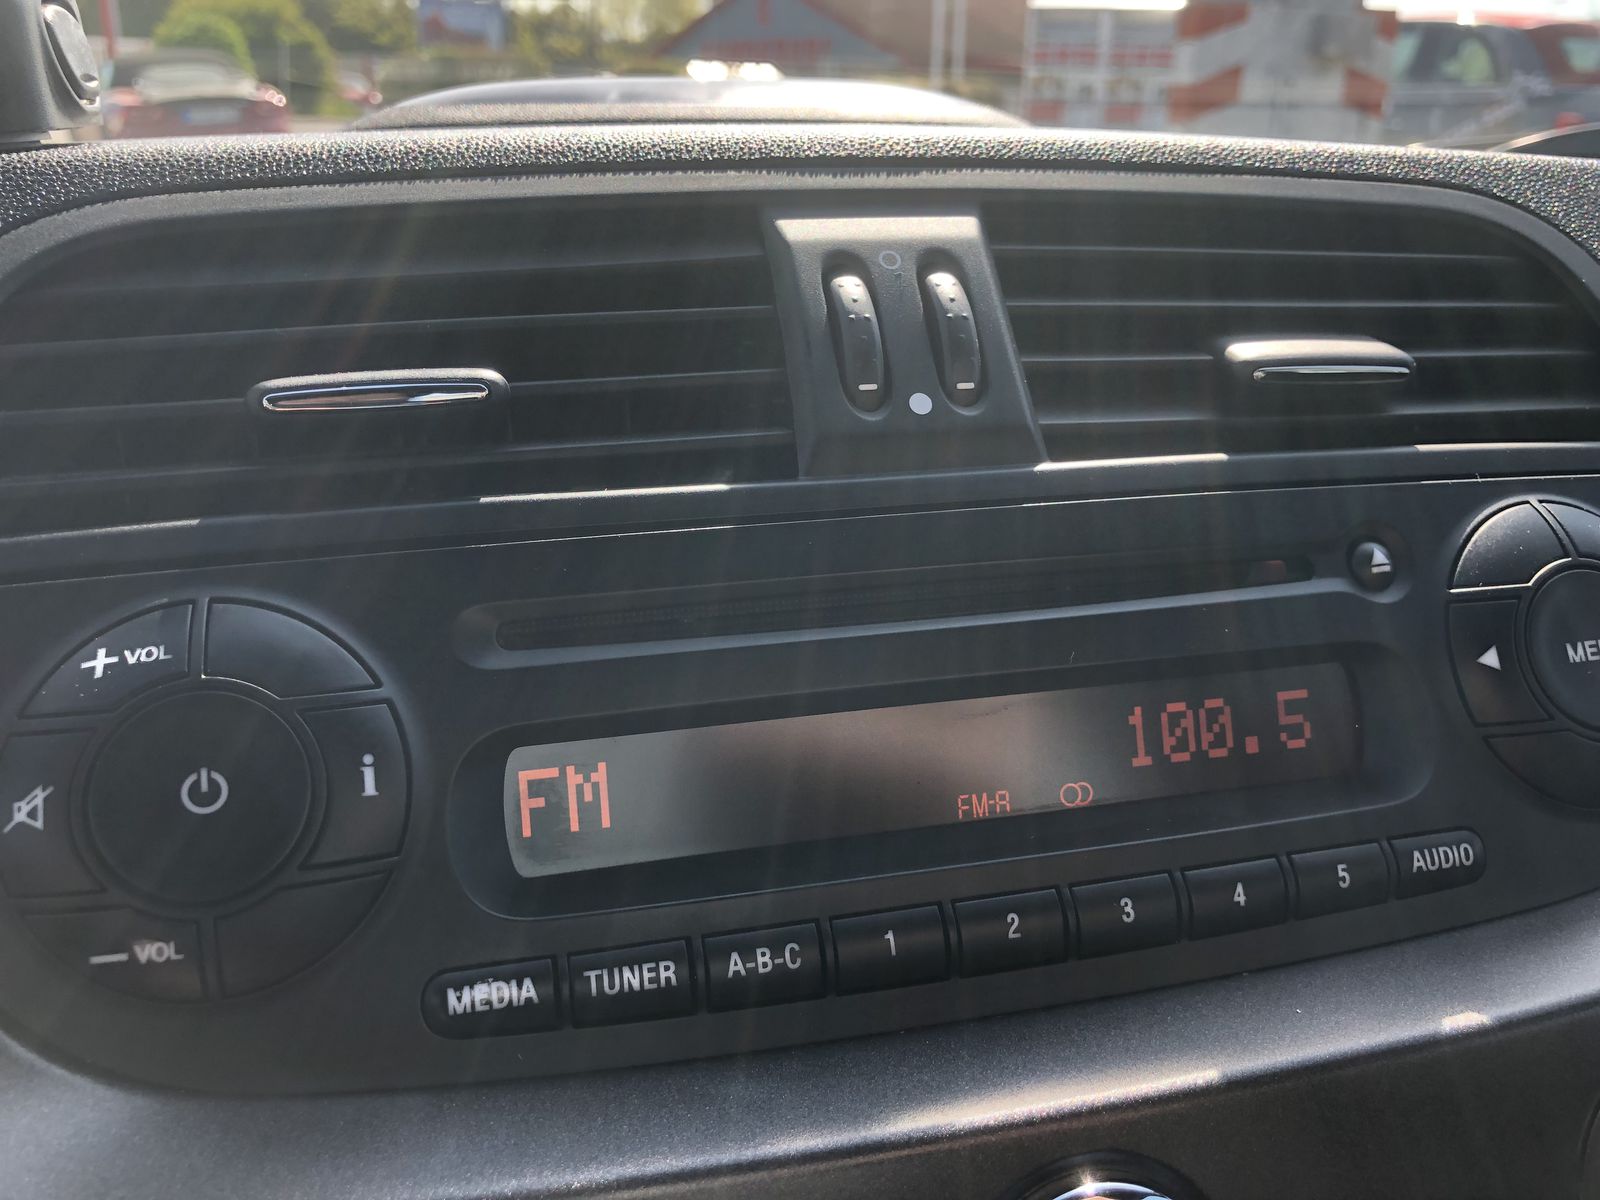 + VOL
i
- VOL
FM
100.5
FM-A
MEDIA
TUNER
A-B-C
1
2
3
4
5
AUDIO